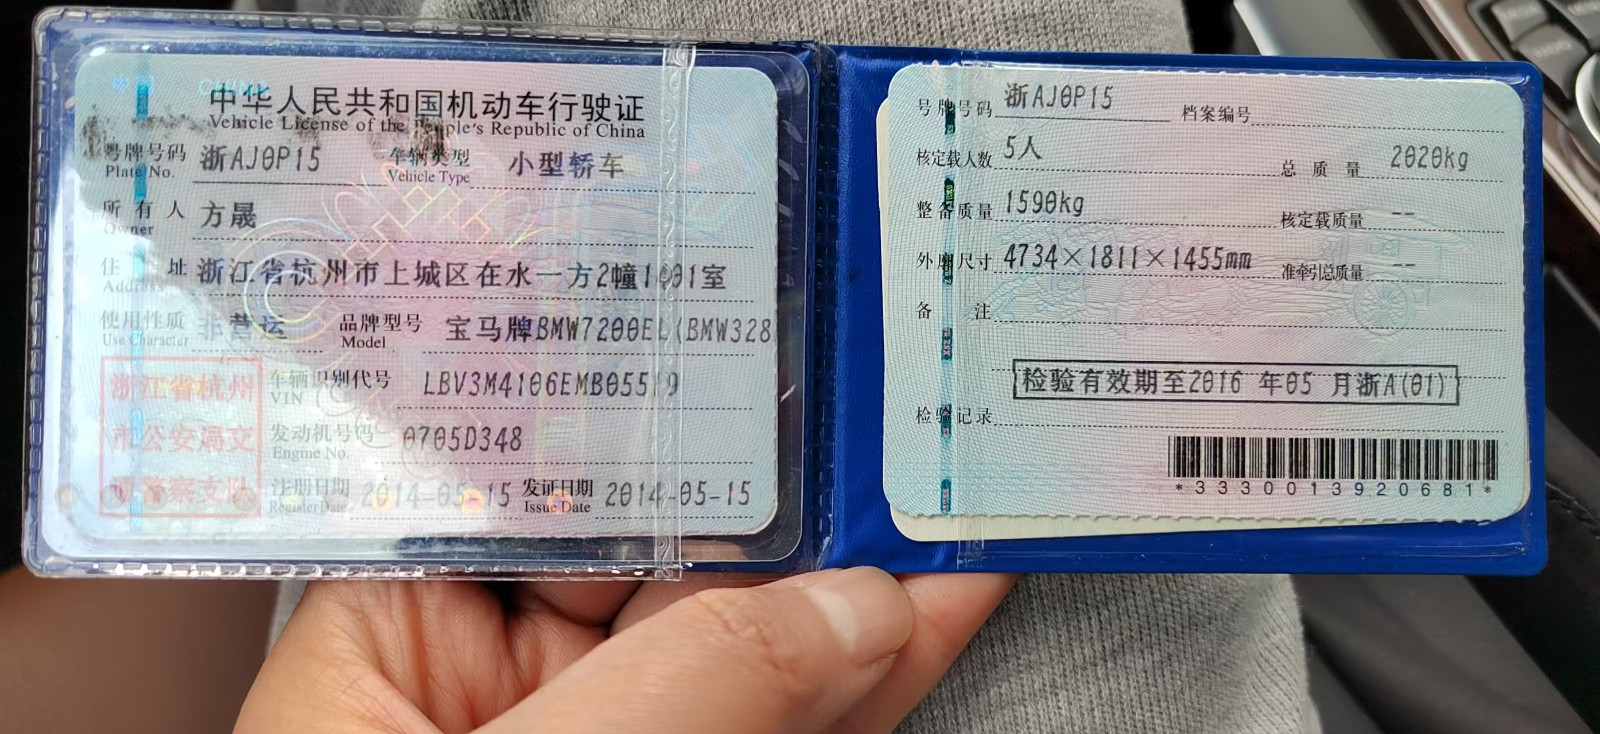 中华人民共和国机动车行驶证
Vehicle License of the People's Republic of China
号牌号码 浙AJ0P15 车辆类型 小型轿车
Plate No. Vehicle Type
所有人 方晟
Owner
住址 浙江省杭州市上城区在水一方2幢1401室
Address
使用性质 非营运 品牌型号 宝马牌BMW7200EL(BMW328
Use Character Model
车辆识别代号 LBV3M4106EMB05519
VIN
发动机号码 0705D348
Engine No.
注册日期 2014-05-15 发证日期 2014-05-15
Register Date Issue Date
浙江省杭州
市公安局交
通警察支队
号牌号码 浙AJ0P15 档案编号
核定载人数 5人 总质量 2020kg
整备质量 1590kg 核定载质量 --
外廓尺寸 4734×1811×1455mm 准牵引总质量 --
备注
检验有效期至2016 年05 月浙A(01)
检验记录
*3330013920681*